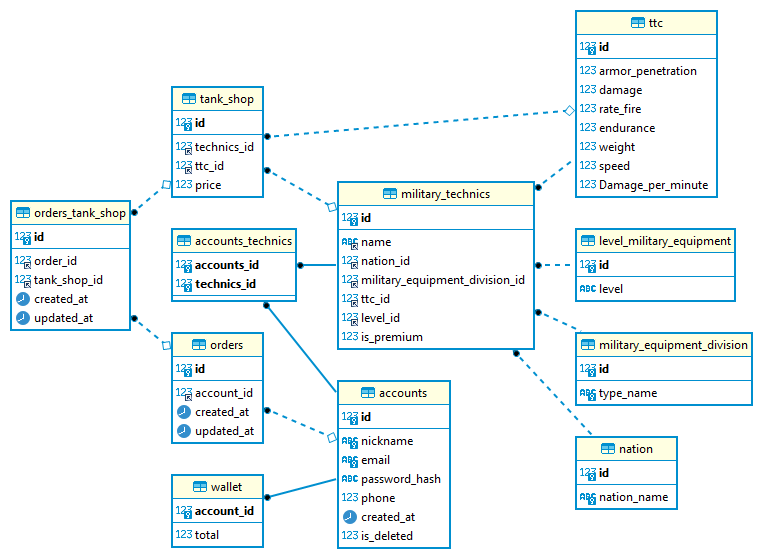 ttc
123 id
123 armor_penetration
123 damage
123 rate_fire
123 endurance
123 weight
123 speed
123 Damage_per_minute
tank_shop
123 id
123 technics_id
123 ttc_id
123 price
military_technics
123 id
ABC name
123 nation_id
123 military_equipment_division_id
123 ttc_id
123 level_id
123 is_premium
orders_tank_shop
123 id
123 order_id
123 tank_shop_id
created_at
updated_at
accounts_technics
123 accounts_id
123 technics_id
level_military_equipment
123 id
ABC level
orders
123 id
123 account_id
created_at
updated_at
military_equipment_division
123 id
ABC type_name
accounts
123 id
ABC nickname
ABC email
ABC password_hash
123 phone
created_at
123 is_deleted
nation
123 id
ABC nation_name
wallet
123 account_id
123 total